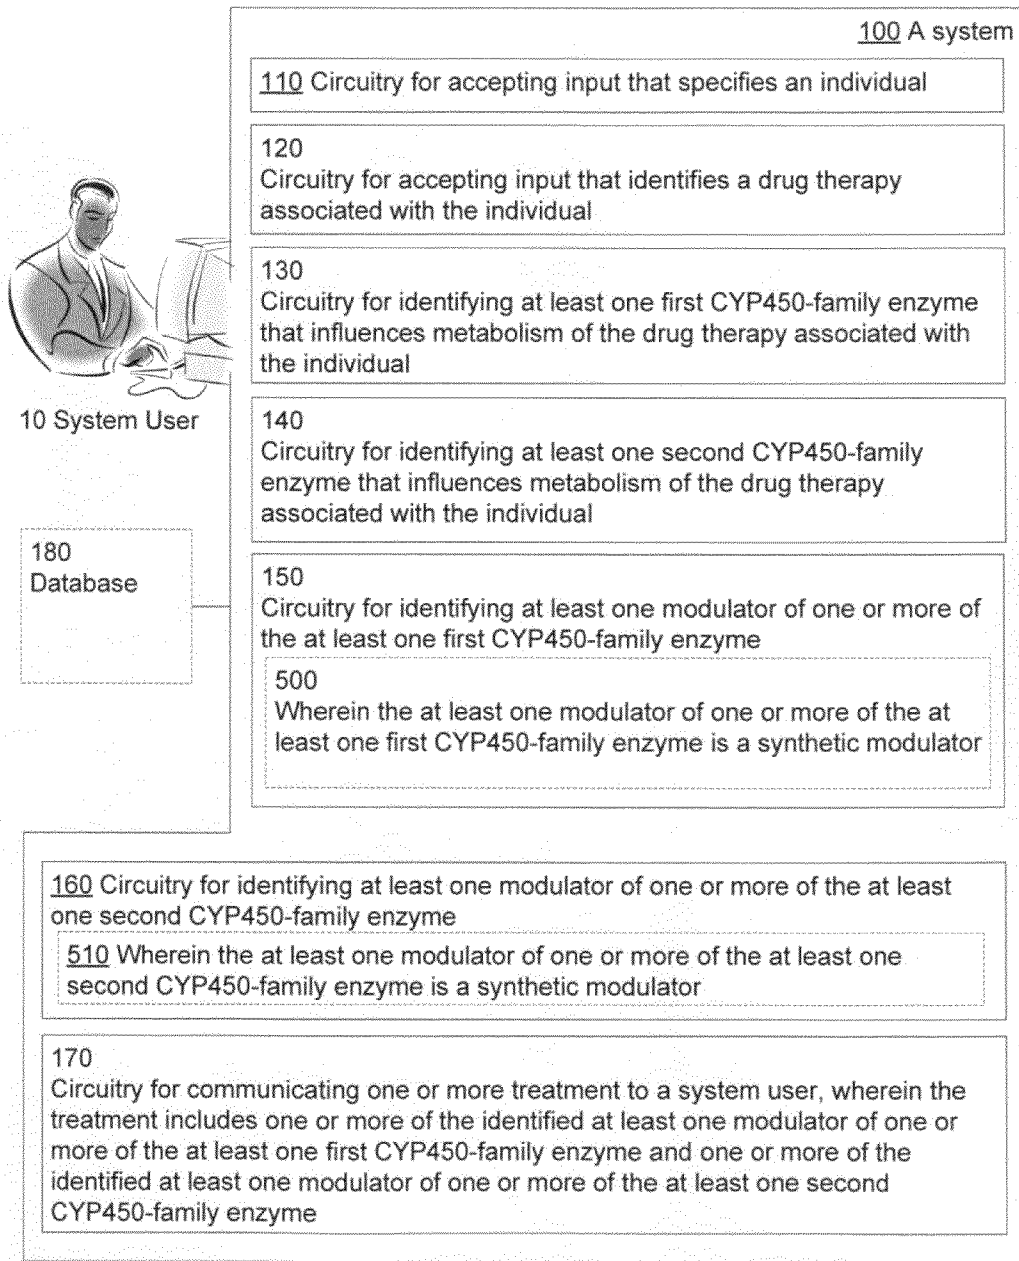 100 A system
110 Circuitry for accepting input that specifies an individual
120
Circuitry for accepting input that identifies a drug therapy
associated with the individual
130
Circuitry for identifying at least one first CYP450-family enzyme
that influences metabolism of the drug therapy associated with
the individual
10 System User
140
Circuitry for identifying at least one second CYP450-family
enzyme that influences metabolism of the drug therapy
associated with the individual
180
Database
150
Circuitry for identifying at least one modulator of one or more of
the at least one first CYP450-family enzyme
500
Wherein the at least one modulator of one or more of the at
least one first CYP450-family enzyme is a synthetic modulator
160 Circuitry for identifying at least one modulator of one or more of the at least
one second CYP450-family enzyme
510 Wherein the at least one modulator of one or more of the at least one
second CYP450-family enzyme is a synthetic modulator
170
Circuitry for communicating one or more treatment to a system user, wherein the
treatment includes one or more of the identified at least one modulator of one or
more of the at least one first CYP450-family enzyme and one or more of the
identified at least one modulator of one or more of the at least one second
CYP450-family enzyme